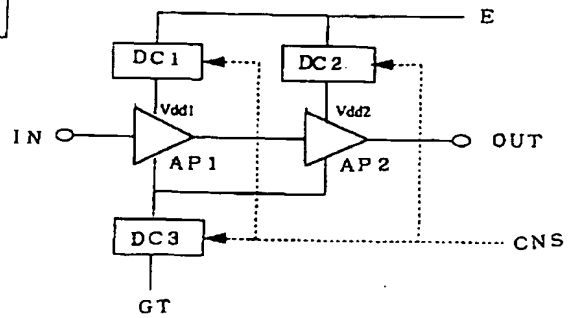 E
DC1
DC2
Vdd1
Vdd2
IN
OUT
AP1
AP2
DC3
CNS
GT